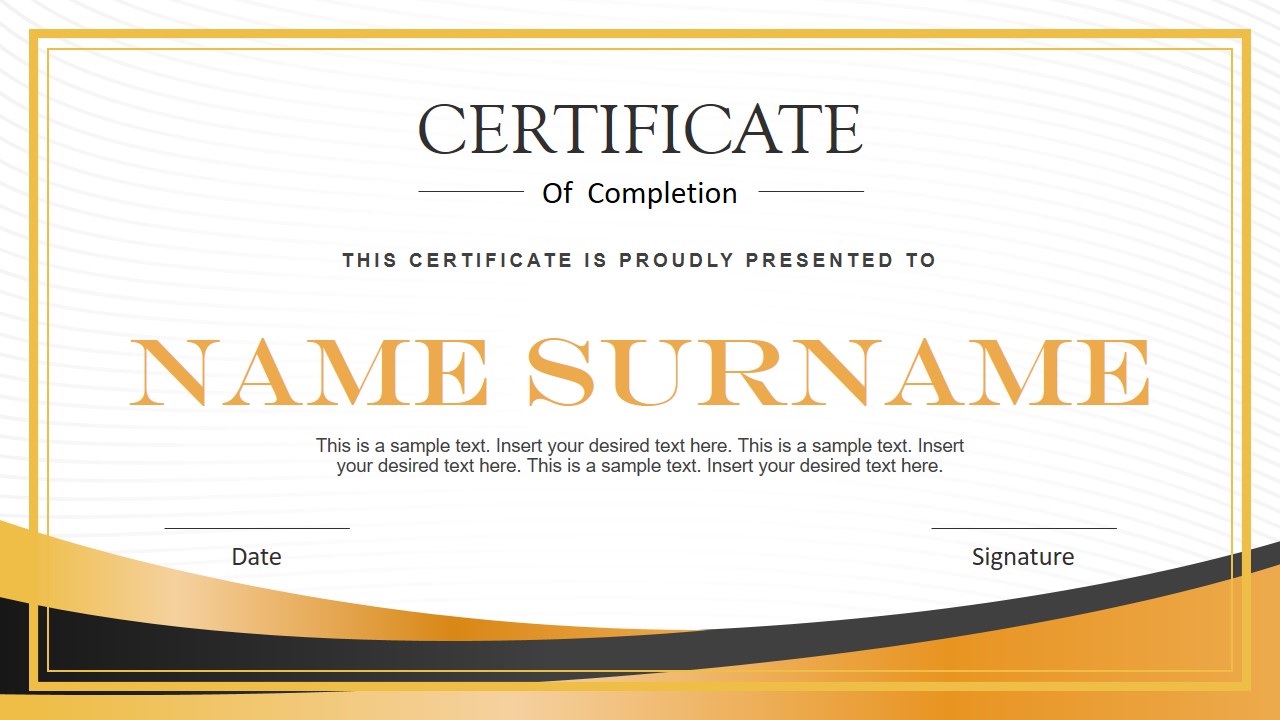 CERTIFICATE
Of Completion
THIS CERTIFICATE IS PROUDLY PRESENTED TO
NAME SURNAME
This is a sample text. Insert your desired text here. This is a sample text. Insert
your desired text here. This is a sample text. Insert your desired text here.
Date
Signature